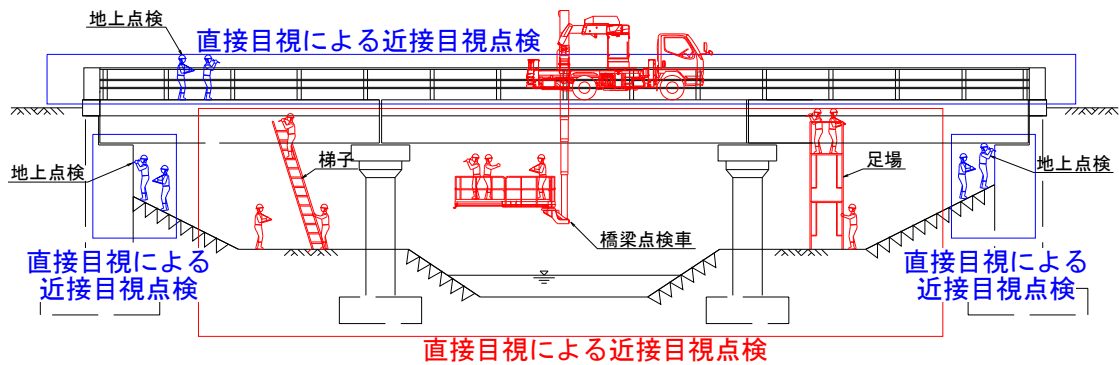 地上点検
直接目視による近接目視点検
地上点検
梯子
橋梁点検車
足場
地上点検
直接目視による
近接目視点検
直接目視による
近接目視点検
直接目視による近接目視点検